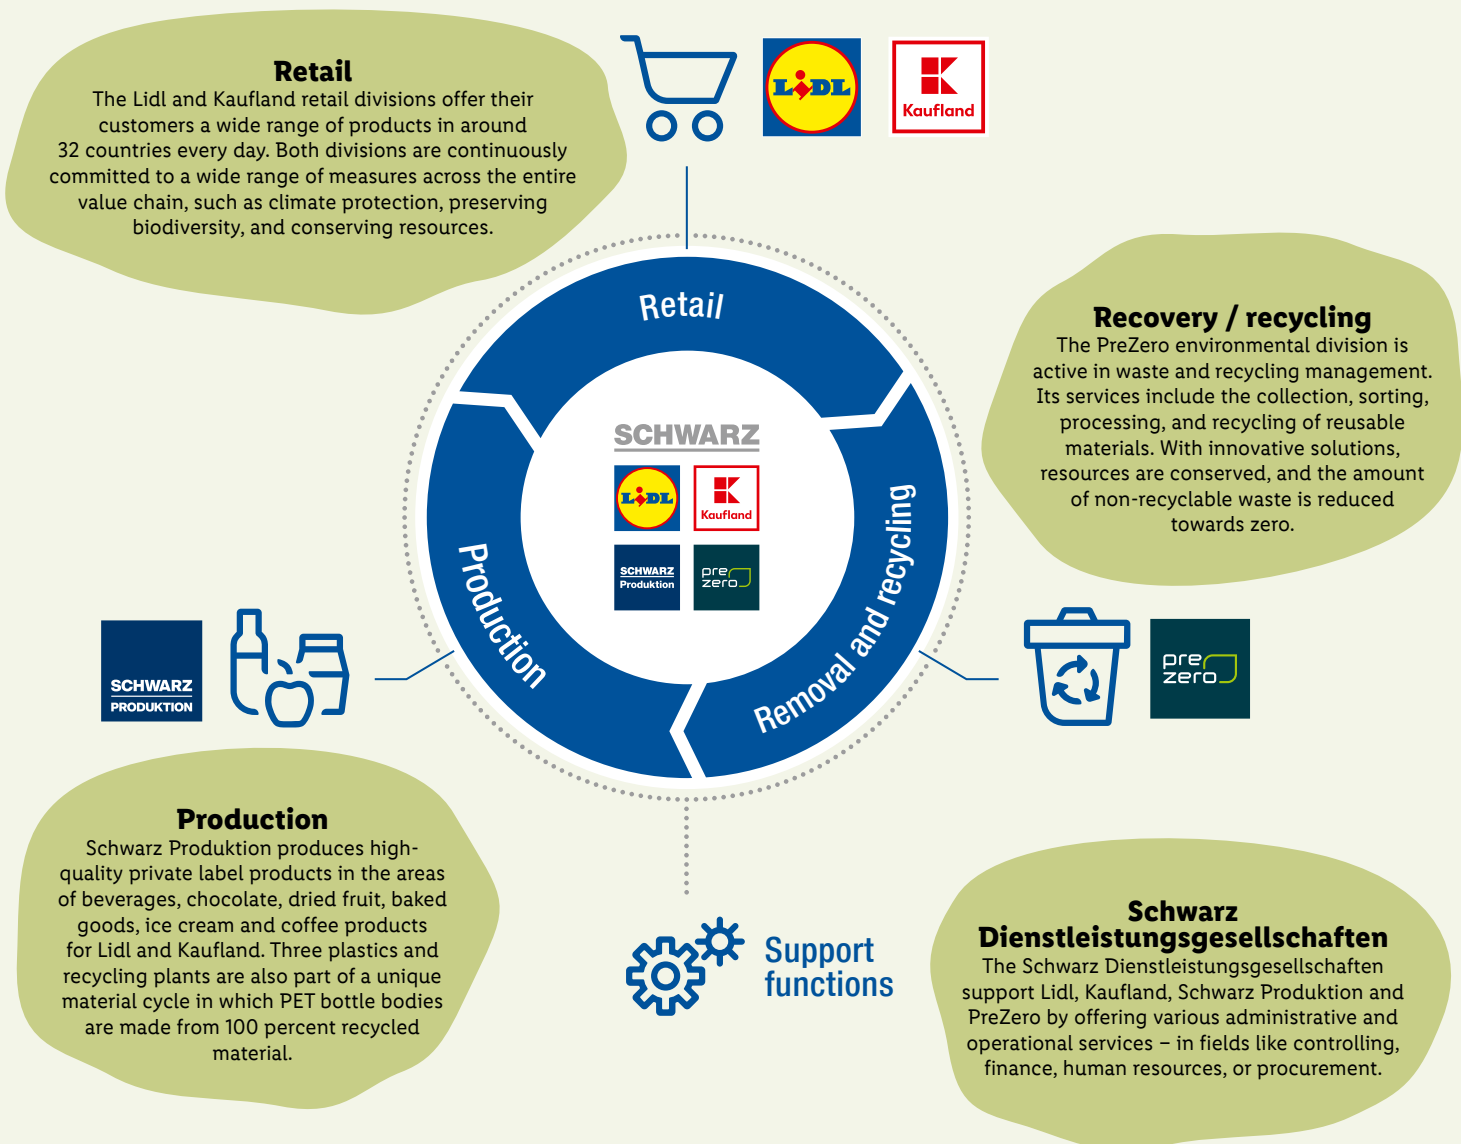 Retail
The Lidl and Kaufland retail divisions offer their
customers a wide range of products in around
32 countries every day. Both divisions are continuously
committed to a wide range of measures across the entire
value chain, such as climate protection, preserving
biodiversity, and conserving resources.
LIDL
Kaufland
Retail
Recovery / recycling
The PreZero environmental division is
active in waste and recycling management.
Its services include the collection, sorting,
processing, and recycling of reusable
materials. With innovative solutions,
resources are conserved, and the amount
of non-recyclable waste is reduced
towards zero.
SCHWARZ
LIDL
Kaufland
SCHWARZ
Produktion
pre
zero
Production
Removal and recycling
SCHWARZ
PRODUKTION
pre
zero
Production
Schwarz Produktion produces high-
quality private label products in the areas
of beverages, chocolate, dried fruit, baked
goods, ice cream and coffee products
for Lidl and Kaufland. Three plastics and
recycling plants are also part of a unique
material cycle in which PET bottle bodies
are made from 100 percent recycled
material.
Support
functions
Schwarz
Dienstleistungsgesellschaften
The Schwarz Dienstleistungsgesellschaften
support Lidl, Kaufland, Schwarz Produktion and
PreZero by offering various administrative and
operational services – in fields like controlling,
finance, human resources, or procurement.